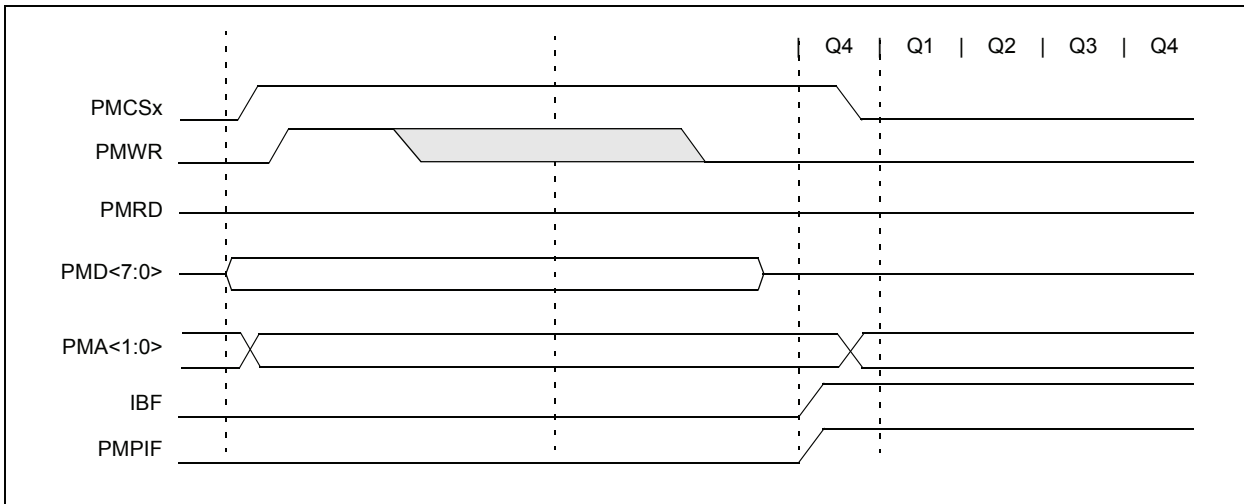 | Q4 | Q1 | Q2 | Q3 | Q4
PMCSx
PMWR
PMRD
PMD<7:0>
PMA<1:0>
IBF
PMPIF